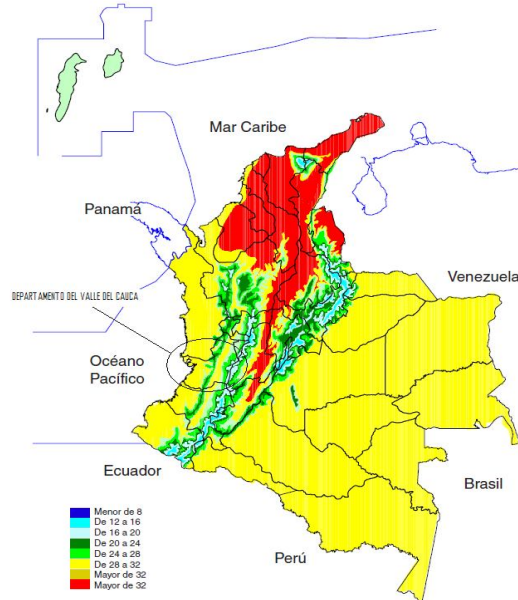 Mar Caribe
Panamá
Venezuela
DEPARTAMENTO DEL VALLE DEL CAUCA
Océano
Pacífico
Ecuador
Brasil
Perú
Menor de 8
De 12 a 16
De 16 a 20
De 20 a 24
De 24 a 28
De 28 a 32
Mayor de 32
Mayor de 32